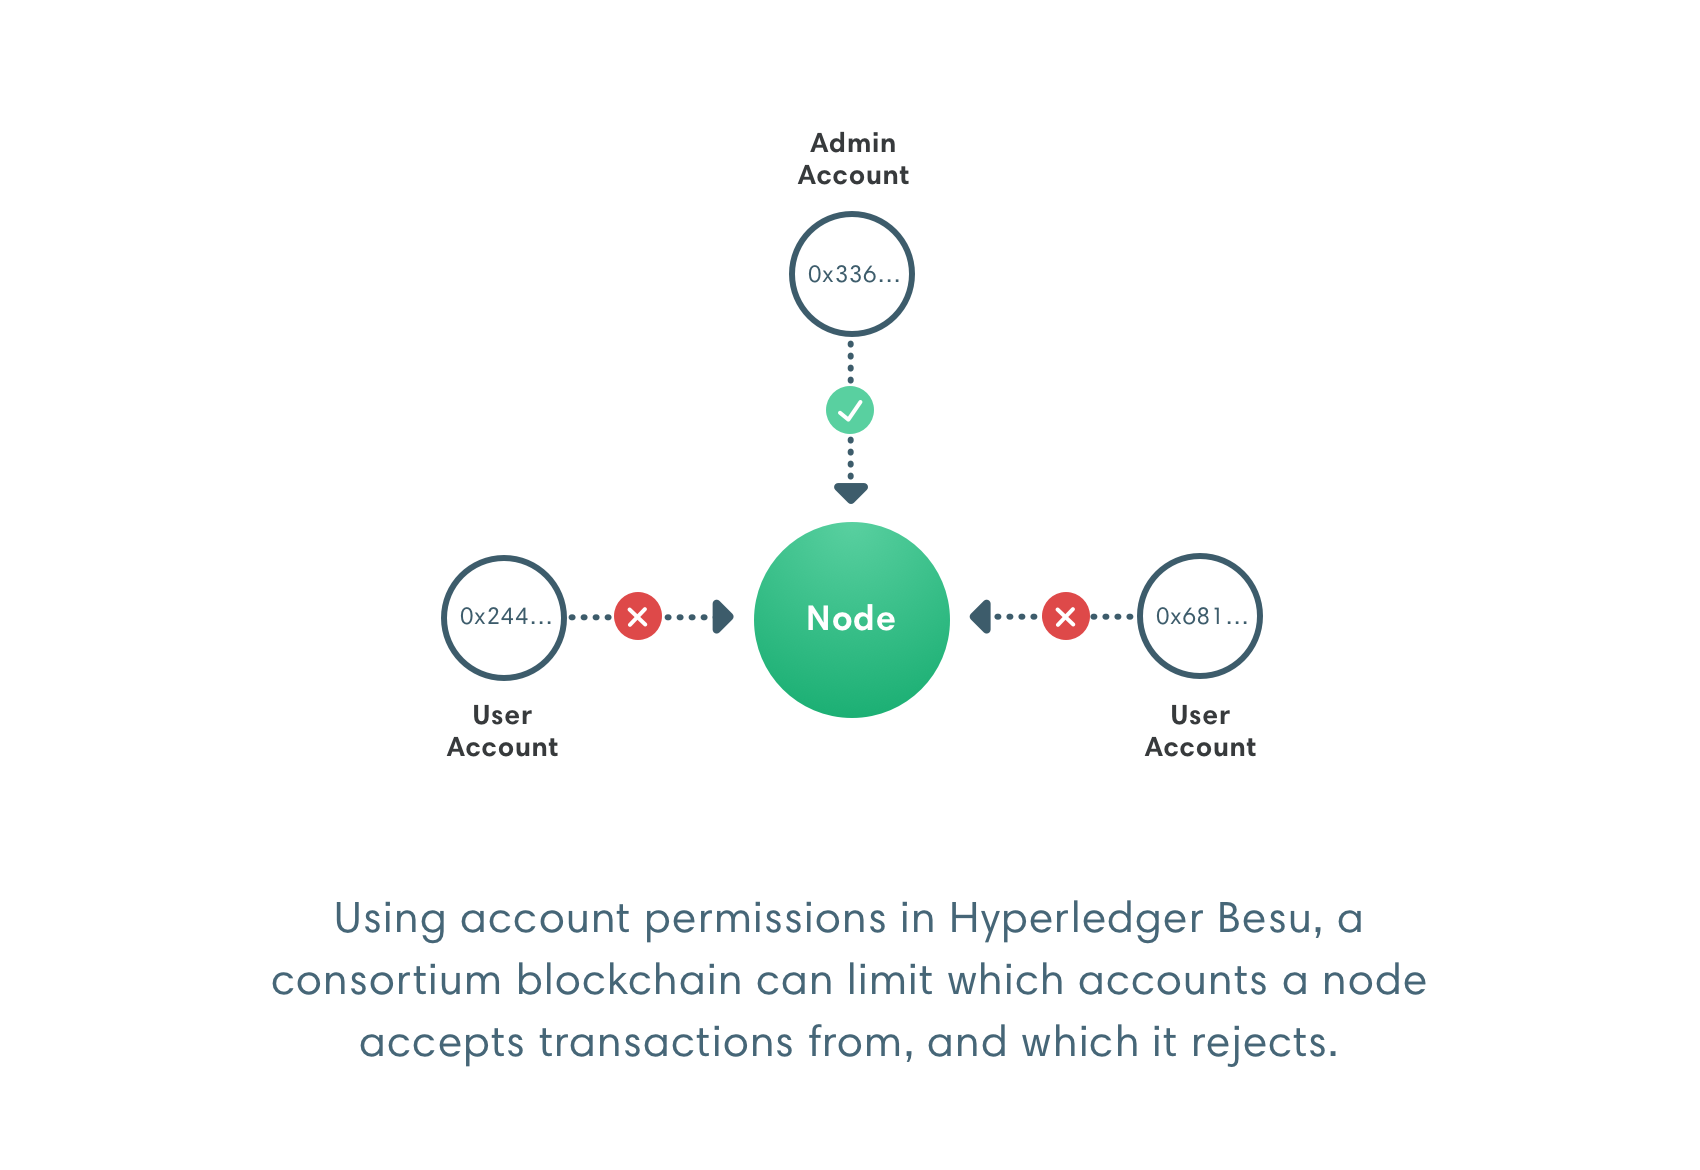 Admin
Account
0x336...
0x244...
Node
0x681...
User
Account
User
Account
Using account permissions in Hyperledger Besu, a
consortium blockchain can limit which accounts a node
accepts transactions from, and which it rejects.